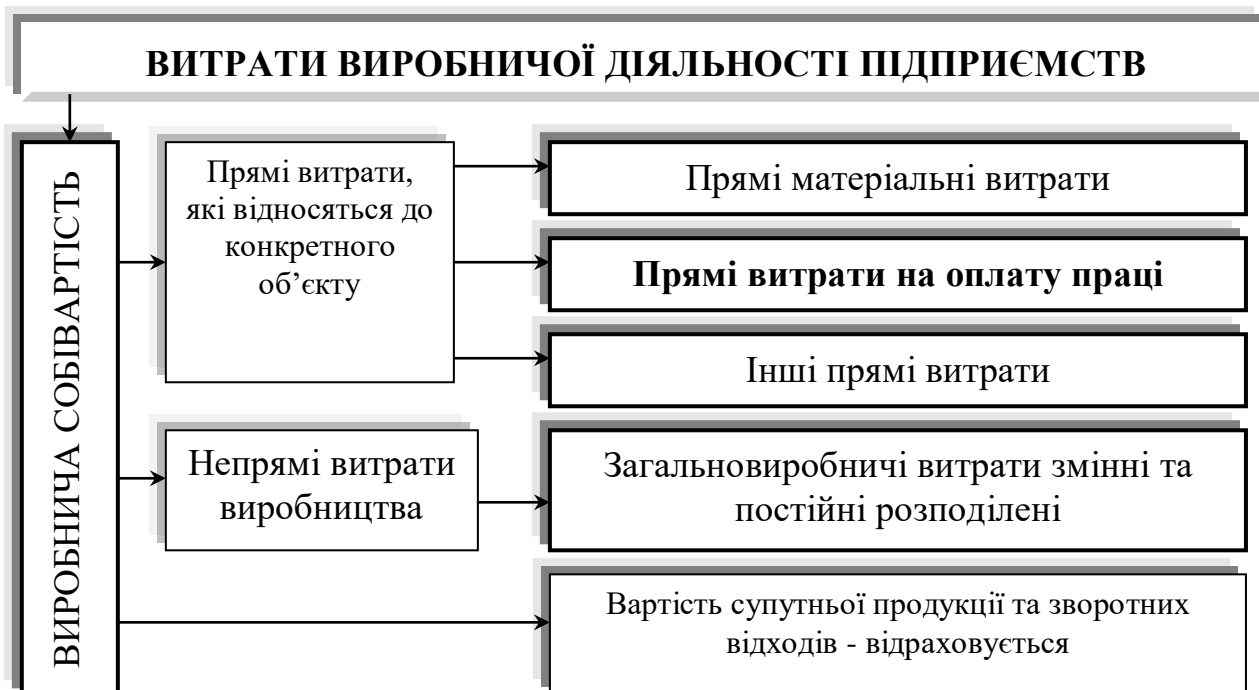 ВИТРАТИ ВИРОБНИЧОЇ ДІЯЛЬНОСТІ ПІДПРИЄМСТВ
ВИРОБНИЧА СОБІВАРТІСТЬ
Прямі витрати,
які відносяться до
конкретного
об’єкту
Прямі матеріальні витрати
Прямі витрати на оплату праці
Інші прямі витрати
Непрямі витрати
виробництва
Загальновиробничі витрати змінні та
постійні розподілені
Вартість супутньої продукції та зворотних
відходів - відраховується